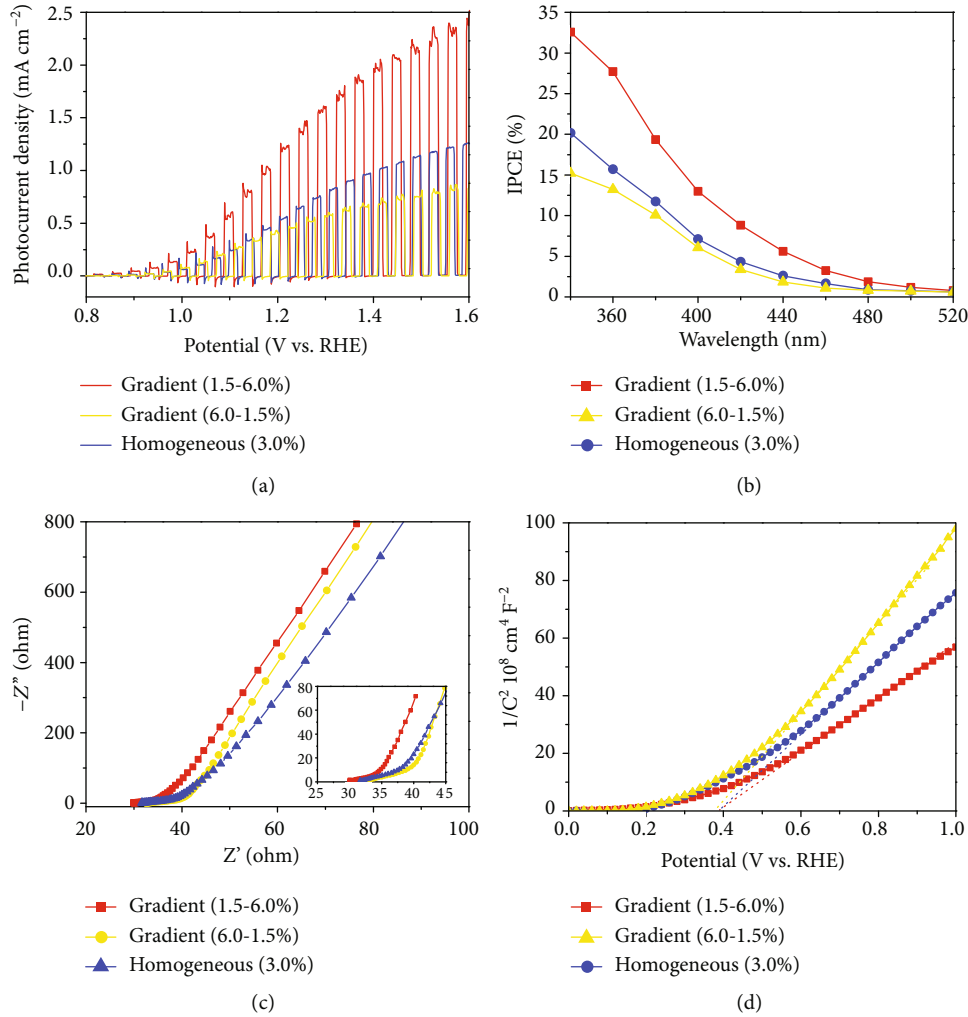 2.5
2.0
1.5
1.0
0.5
0.0
Photocurrent density (mA cm−2)
0.8 1.0 1.2 1.4 1.6
Potential (V vs. RHE)
Gradient (1.5-6.0%)
Gradient (6.0-1.5%)
Homogeneous (3.0%)
(a)
35
30
25
20
15
10
5
0
IPCE (%)
360 400 440 480 520
Wavelength (nm)
Gradient (1.5-6.0%)
Gradient (6.0-1.5%)
Homogeneous (3.0%)
(b)
800
600
400
200
0
−Z" (ohm)
80
60
40
20
0
25 30 35 40 45
20 40 60 80 100
Z' (ohm)
Gradient (1.5-6.0%)
Gradient (6.0-1.5%)
Homogeneous (3.0%)
(c)
100
80
60
40
20
0
1/C2 108 cm4 F−2
0.0 0.2 0.4 0.6 0.8 1.0
Potential (V vs. RHE)
Gradient (1.5-6.0%)
Gradient (6.0-1.5%)
Homogeneous (3.0%)
(d)